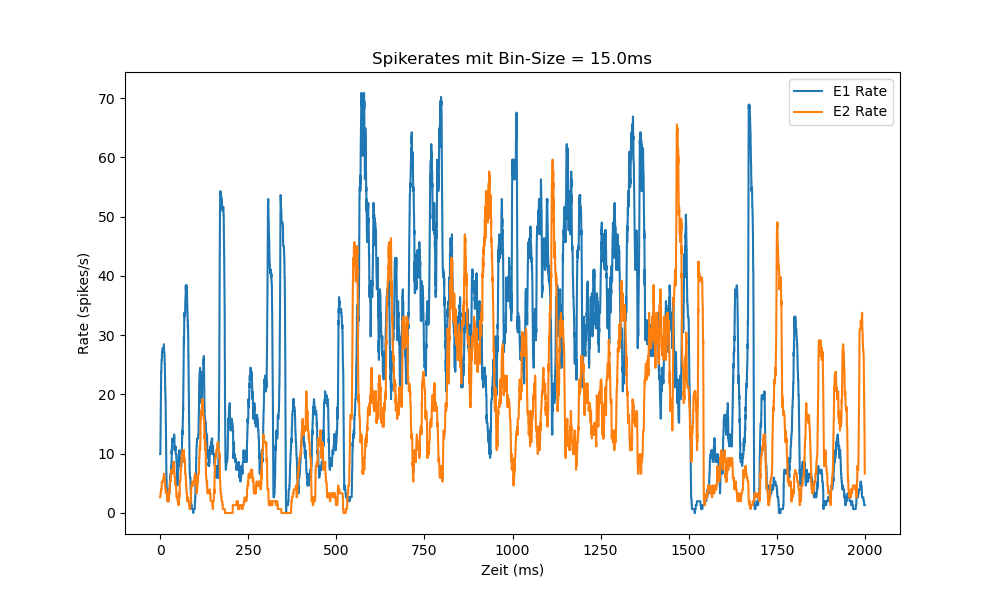 Spikerates mit Bin-Size = 15.0ms
E1 Rate
E2 Rate
Rate (spikes/s)
70
60
50
40
30
20
10
0
0 250 500 750 1000 1250 1500 1750 2000
Zeit (ms)